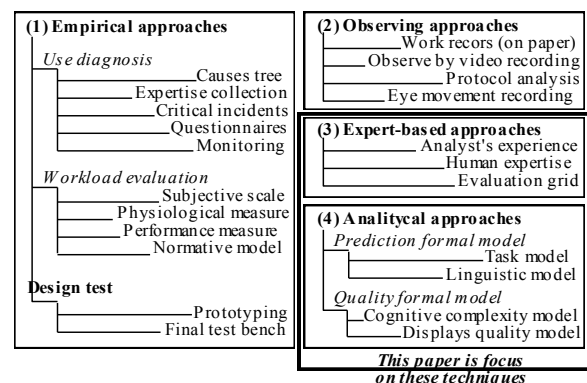 (1) Empirical approaches
Use diagnosis
Causes tree
Expertise collection
Critical incidents
Questionnaires
Monitoring
Workload evaluation
Subjective scale
Physiological measure
Performance measure
Normative model
Design test
Prototyping
Final test bench
(2) Observing approaches
Work recors (on paper)
Observe by video recording
Protocol analysis
Eye movement recording
(3) Expert-based approaches
Analyst's experience
Human expertise
Evaluation grid
(4) Analitycal approaches
Prediction formal model
Task model
Linguistic model
Quality formal model
Cognitive complexity model
Displays quality model
This paper is focus
on these techniques